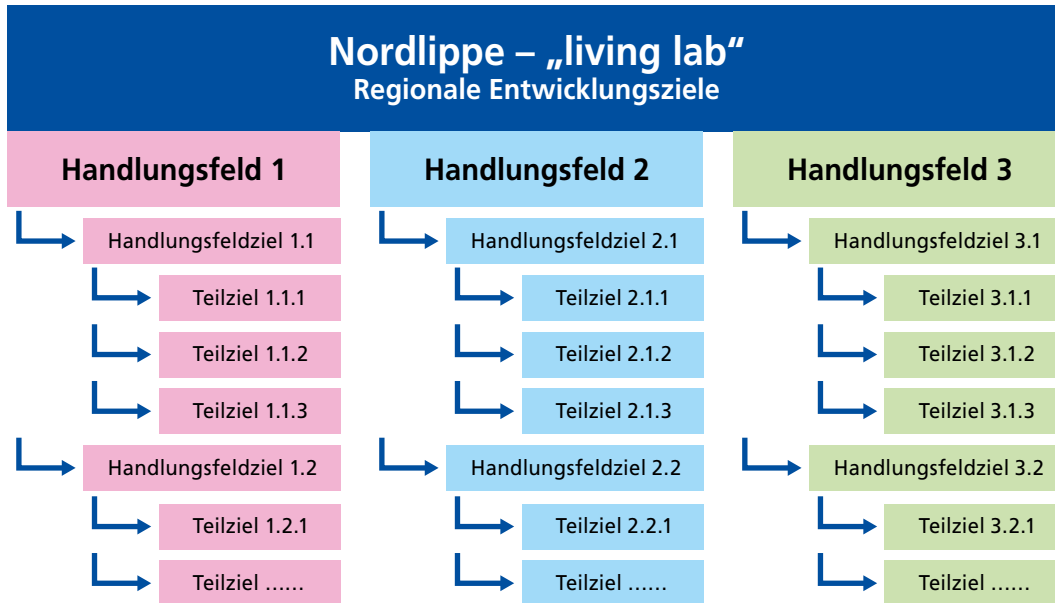 Nordlippe – „living lab“
Regionale Entwicklungsziele
Handlungsfeld 1
Handlungsfeldziel 1.1
Teilziel 1.1.1
Teilziel 1.1.2
Teilziel 1.1.3
Handlungsfeldziel 1.2
Teilziel 1.2.1
Teilziel ......
Handlungsfeld 2
Handlungsfeldziel 2.1
Teilziel 2.1.1
Teilziel 2.1.2
Teilziel 2.1.3
Handlungsfeldziel 2.2
Teilziel 2.2.1
Teilziel ......
Handlungsfeld 3
Handlungsfeldziel 3.1
Teilziel 3.1.1
Teilziel 3.1.2
Teilziel 3.1.3
Handlungsfeldziel 3.2
Teilziel 3.2.1
Teilziel ......